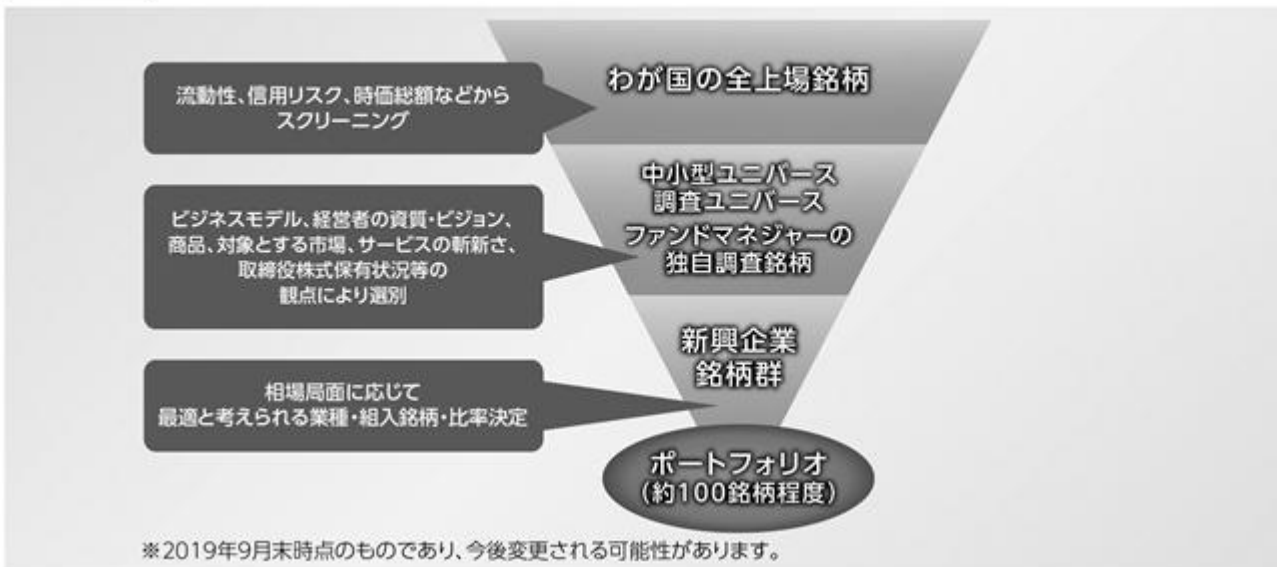 わが国の全上場銘柄
流動性、信用リスク、時価総額などから
スクリーニング
中小型ユニバース
調査ユニバース
ファンドマネジャーの
独自調査銘柄
ビジネスモデル、経営者の資質・ビジョン、
商品、対象とする市場、サービスの斬新さ、
取締役株式保有状況等の
観点により選別
新興企業
銘柄群
相場局面に応じて
最適と考えられる業種・組入銘柄・比率決定
ポートフォリオ
(約100銘柄程度)
※2019年9月末時点のものであり、今後変更される可能性があります。